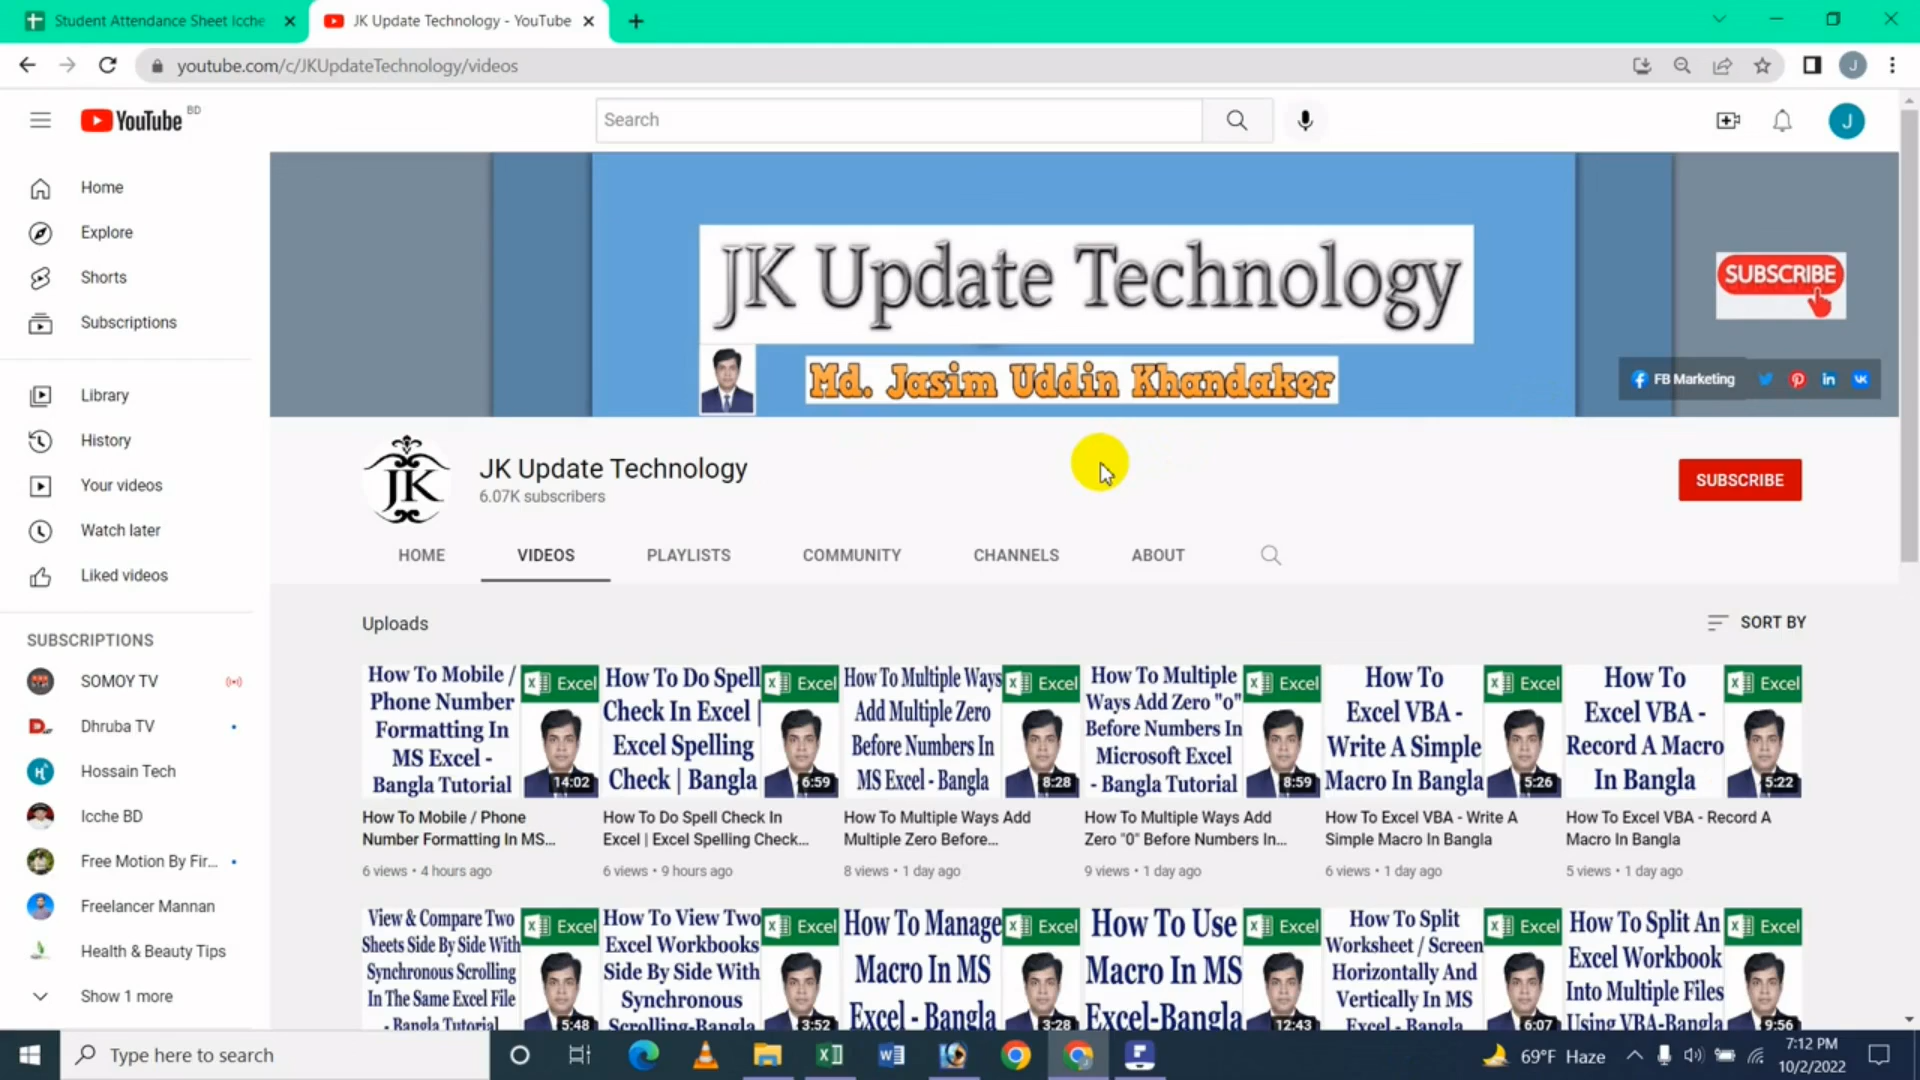 Student Attendance Sheet Icche
JK Update Technology - YouTube
youtube.com/c/JKUpdateTechnology/videos
J
YouTube BD
Search
J
Home
Explore
Shorts
Subscriptions
Library
History
Your videos
Watch later
Liked videos
SUBSCRIPTIONS
SOMOY TV
Dhruba TV
Hossain Tech
Icche BD
Free Motion By Fir...
Freelancer Mannan
Health & Beauty Tips
Show 1 more
JK Update Technology
Md. Jasim Uddin Khandaker
SUBSCRIBE
FB Marketing
JK
JK Update Technology
6.07K subscribers
SUBSCRIBE
HOME VIDEOS PLAYLISTS COMMUNITY CHANNELS ABOUT
Uploads
SORT BY
How To Mobile /
Phone Number
Formatting In
MS Excel -
Bangla Tutorial
Excel
14:02
How To Mobile / Phone
Number Formatting In MS...
6 views • 4 hours ago
How To Do Spell
Check In Excel |
Excel Spelling
Check | Bangla
Excel
6:59
How To Do Spell Check In
Excel | Excel Spelling Check...
6 views • 9 hours ago
How To Multiple Ways
Add Multiple Zero
Before Numbers In
MS Excel - Bangla
Excel
8:28
How To Multiple Ways Add
Multiple Zero Before...
8 views • 1 day ago
How To Multiple
Ways Add Zero "0"
Before Numbers In
Microsoft Excel
- Bangla Tutorial
Excel
8:59
How To Multiple Ways Add
Zero "0" Before Numbers In...
9 views • 1 day ago
How To
Excel VBA -
Write A Simple
Macro In Bangla
Excel
5:26
How To Excel VBA - Write A
Simple Macro In Bangla
6 views • 1 day ago
How To
Excel VBA -
Record A Macro
In Bangla
Excel
5:22
How To Excel VBA - Record A
Macro In Bangla
5 views • 1 day ago
View & Compare Two
Sheets Side By Side With
Synchronous Scrolling
In The Same Excel File
- Bangla Tutorial
Excel
5:48
How To View Two
Excel Workbooks
Side By Side With
Synchronous
Scrolling-Bangla
Excel
3:52
How To Manage
Macro In MS
Excel - Bangla
Excel
3:28
How To Use
Macro In MS
Excel-Bangla
Excel
12:43
How To Split
Worksheet / Screen
Horizontally And
Vertically In MS
Excel - Bangla
Excel
6:07
How To Split An
Excel Workbook
Into Multiple Files
Using VBA-Bangla
Excel
9:56
Type here to search
69°F Haze
7:12 PM
10/2/2022